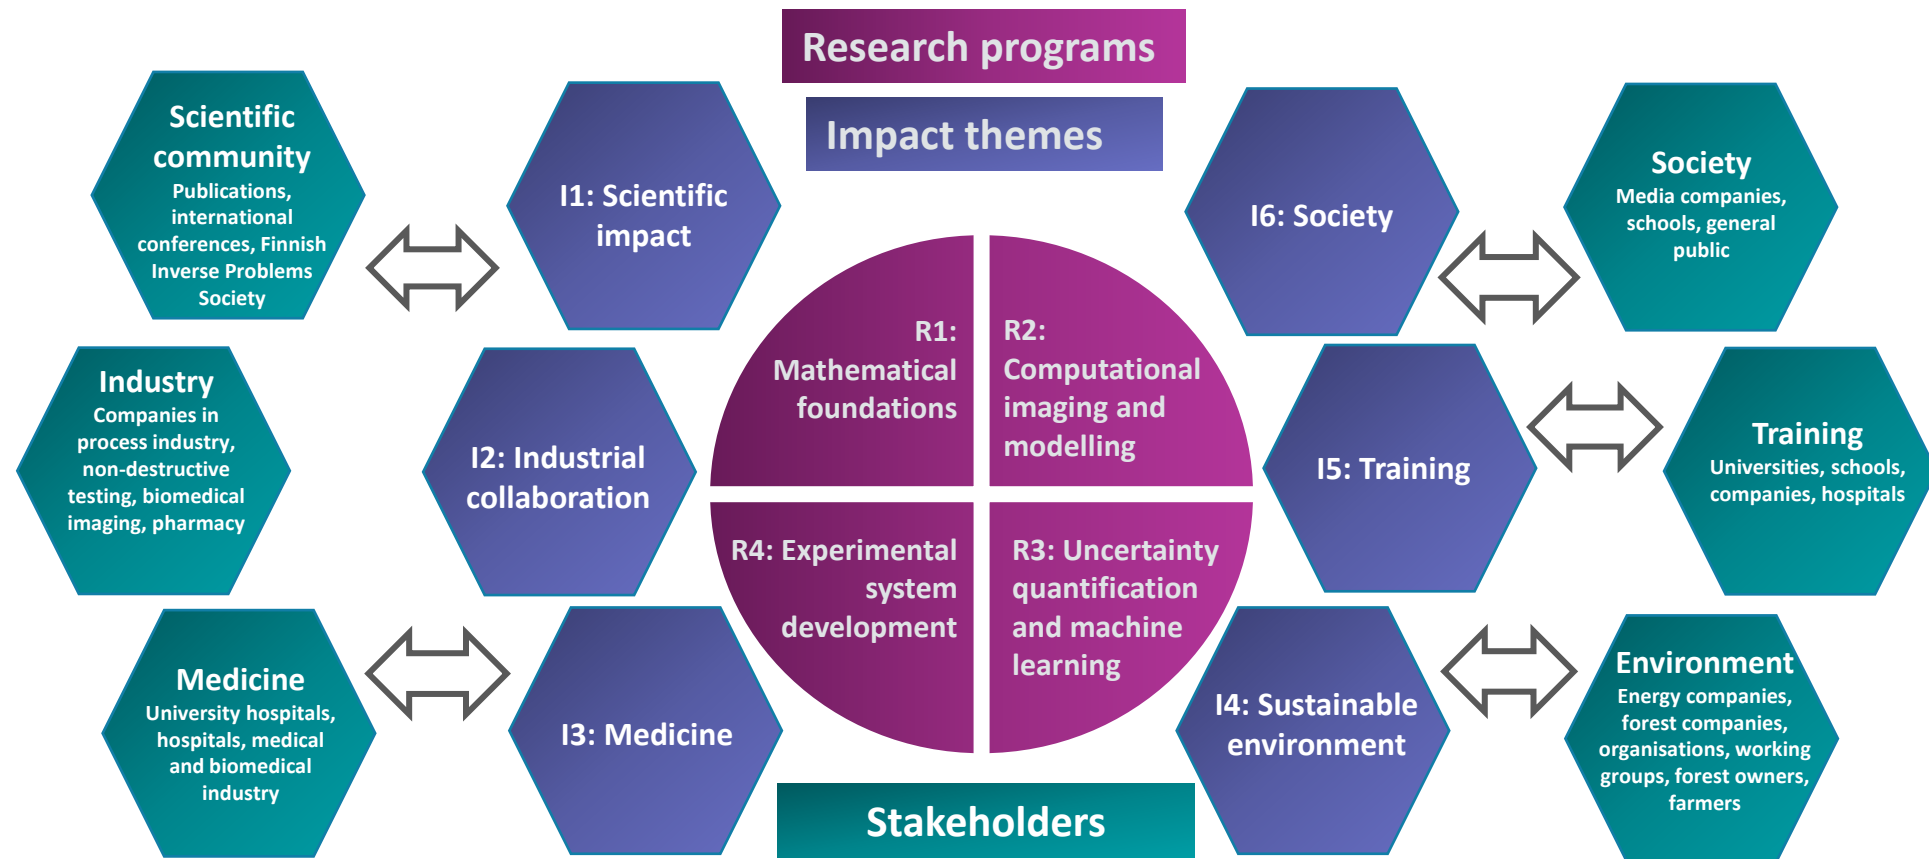 Research programs
Impact themes
Scientific
community
Publications,
international
conferences, Finnish
Inverse Problems
Society
I1: Scientific
impact
I6: Society
Society
Media companies,
schools, general
public
R1:
Mathematical
foundations
R2:
Computational
imaging and
modelling
Industry
Companies in
process industry,
non-destructive
testing, biomedical
imaging, pharmacy
I2: Industrial
collaboration
I5: Training
Training
Universities, schools,
companies, hospitals
R4: Experimental
system
development
R3: Uncertainty
quantification
and machine
learning
Medicine
University hospitals,
hospitals, medical
and biomedical
industry
I3: Medicine
I4: Sustainable
environment
Environment
Energy companies,
forest companies,
organisations, working
groups, forest owners,
farmers
Stakeholders